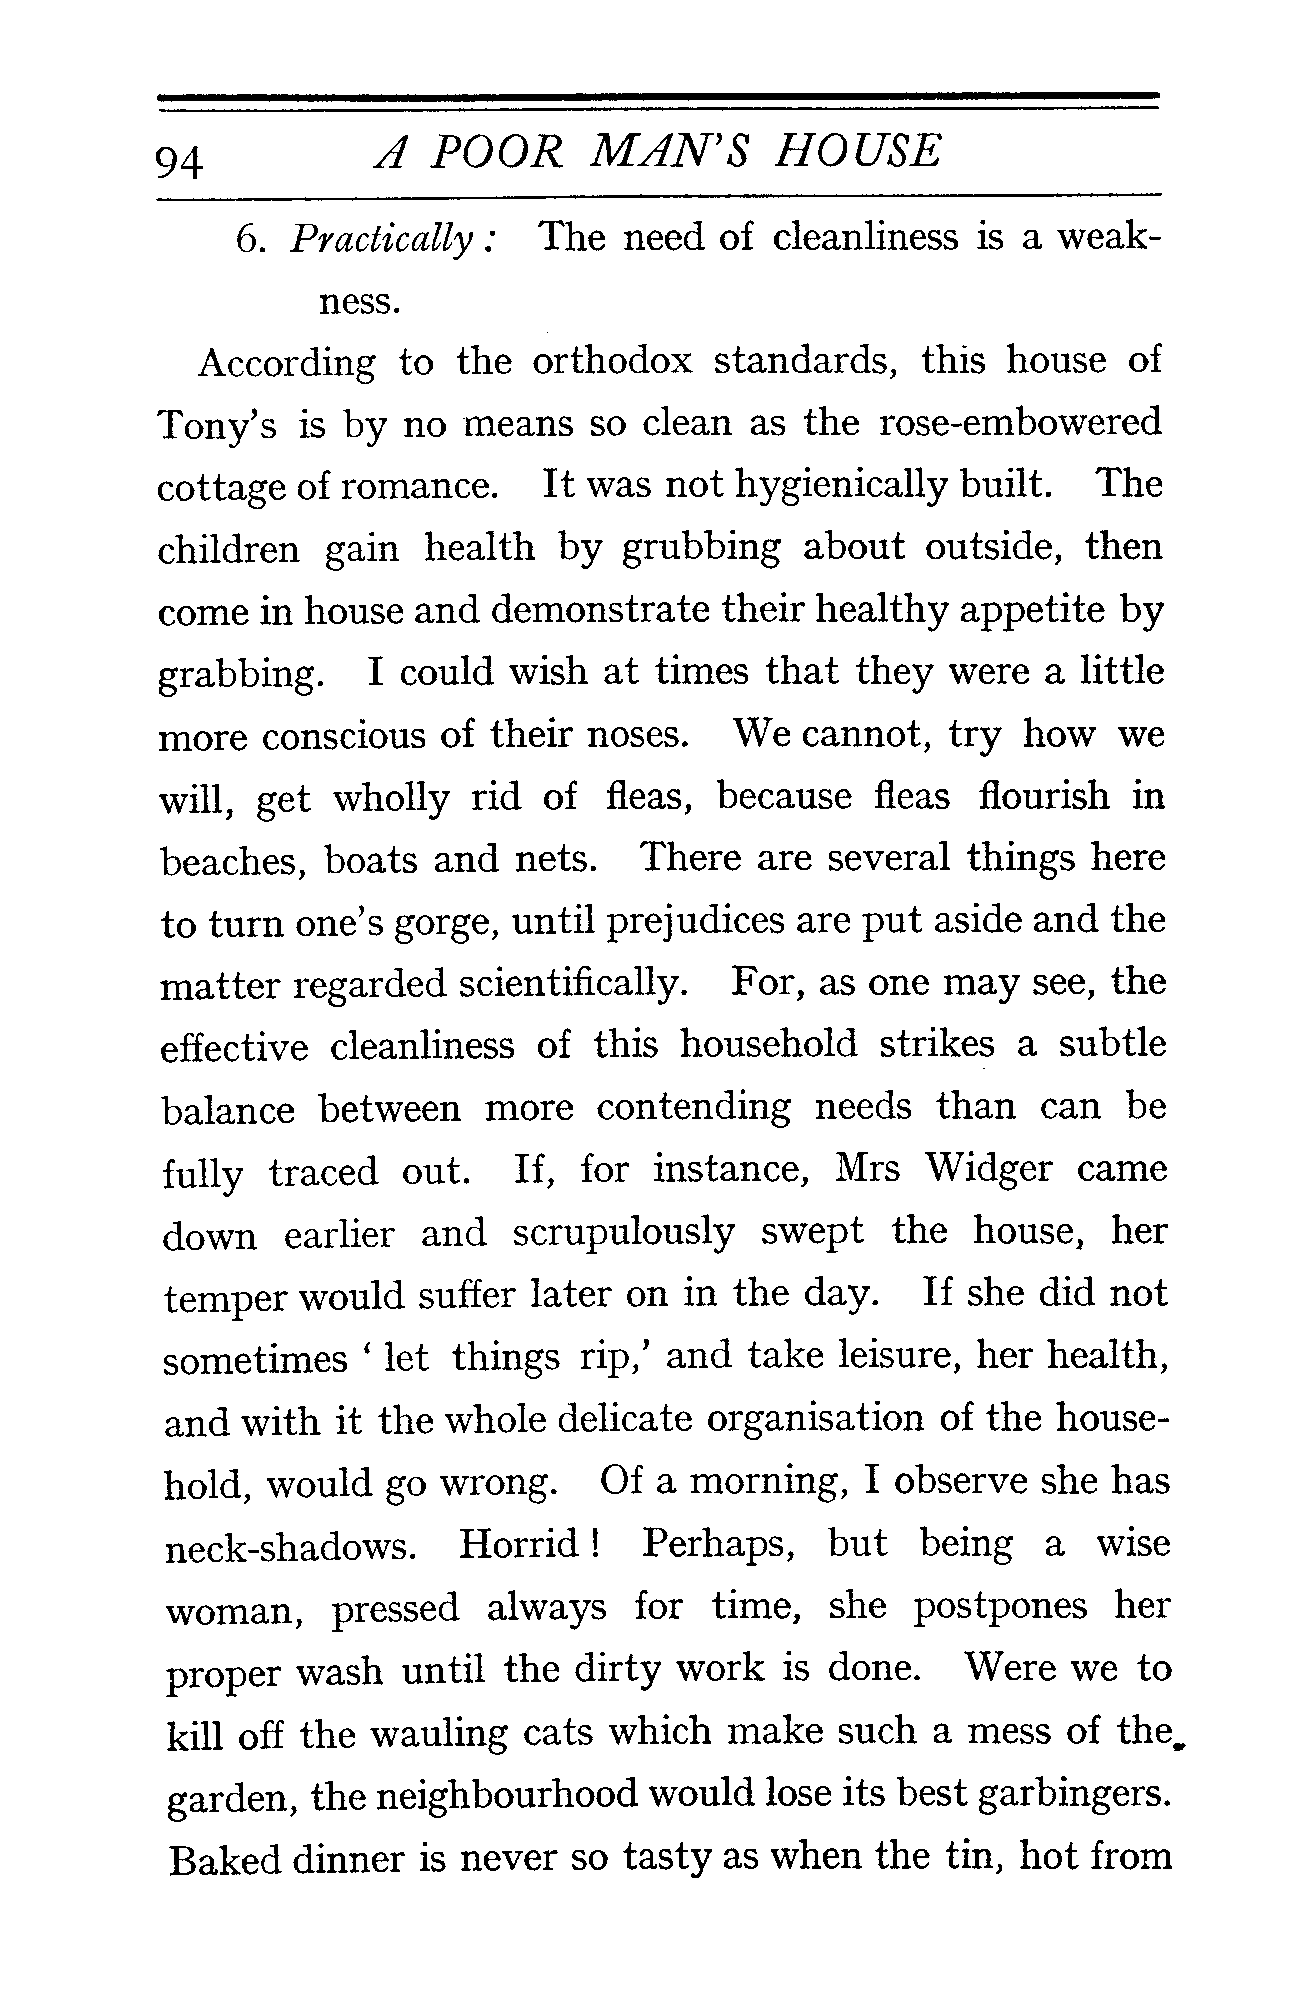 94 A POOR MAN'S HOUSE
6. Practically : The need of cleanliness is a weak-
ness.
According to the orthodox standards, this house of
Tony's is by no means so clean as the rose-embowered
cottage of romance. It was not hygienically built. The
children gain health by grubbing about outside, then
come in house and demonstrate their healthy appetite by
grabbing. I could wish at times that they were a little
more conscious of their noses. We cannot, try how we
will, get wholly rid of fleas, because fleas flourish in
beaches, boats and nets. There are several things here
to turn one's gorge, until prejudices are put aside and the
matter regarded scientifically. For, as one may see, the
effective cleanliness of this household strikes a subtle
balance between more contending needs than can be
fully traced out. If, for instance, Mrs Widger came
down earlier and scrupulously swept the house, her
temper would suffer later on in the day. If she did not
sometimes ‘ let things rip,’ and take leisure, her health,
and with it the whole delicate organisation of the house-
hold, would go wrong. Of a morning, I observe she has
neck-shadows. Horrid ! Perhaps, but being a wise
woman, pressed always for time, she postpones her
proper wash until the dirty work is done. Were we to
kill off the wauling cats which make such a mess of the
garden, the neighbourhood would lose its best garbingers.
Baked dinner is never so tasty as when the tin, hot from